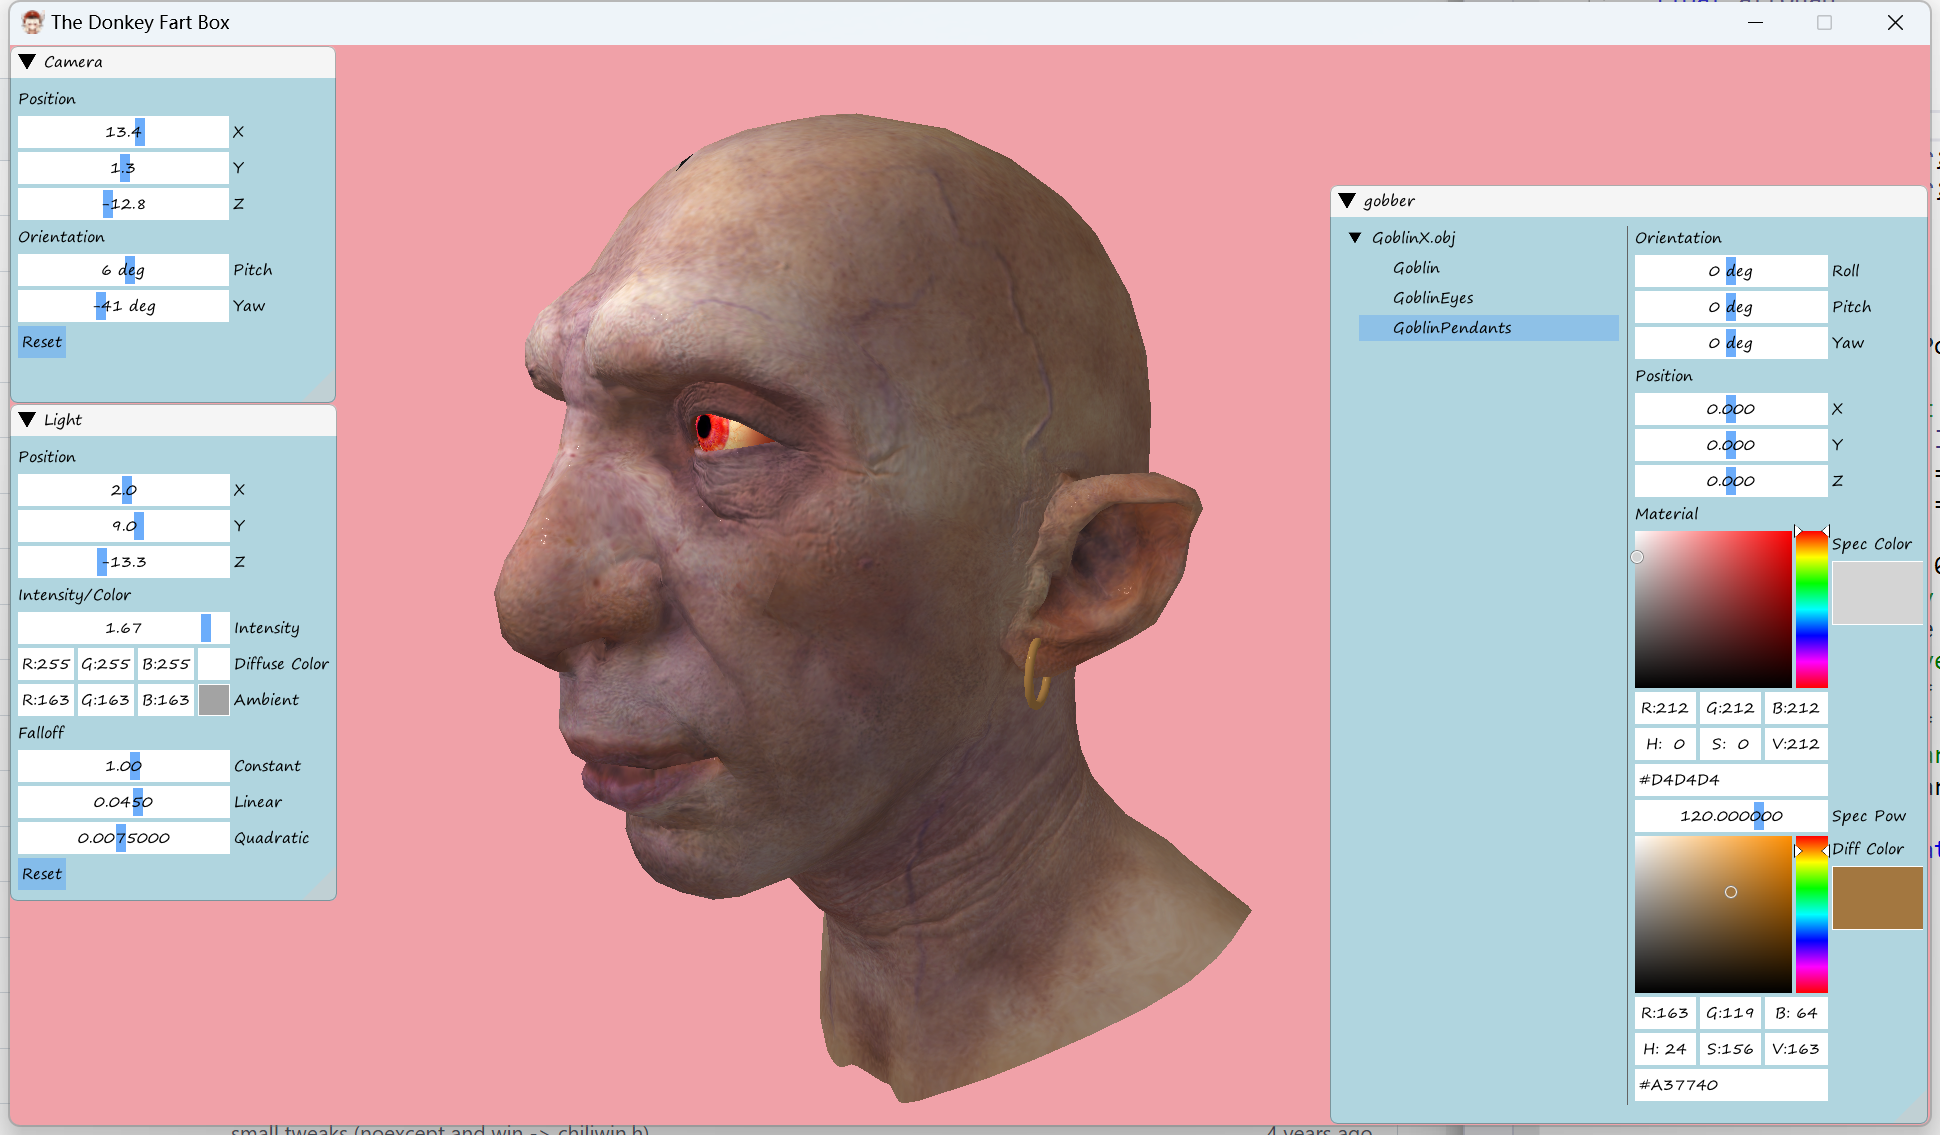 The Donkey Fart Box
Camera
Position
13.4 X
1.3 Y
-12.8 Z
Orientation
6 deg Pitch
-41 deg Yaw
Reset
Light
Position
2.0 X
9.0 Y
-13.3 Z
Intensity/Color
1.67 Intensity
R:255 G:255 B:255 Diffuse Color
R:163 G:163 B:163 Ambient
Falloff
1.00 Constant
0.0450 Linear
0.0075000 Quadratic
Reset
gobber
GoblinX.obj
Goblin
GoblinEyes
GoblinPendants
Orientation
0 deg Roll
0 deg Pitch
0 deg Yaw
Position
0.000 X
0.000 Y
0.000 Z
Material
Spec Color
R:212 G:212 B:212
H: 0 S: 0 V:212
#D4D4D4
120.000000 Spec Pow
Diff Color
R:163 G:119 B: 64
H: 24 S:156 V:163
#A37740
small tweaks (noexcept and win -> chiliwin.h)
4 years ago